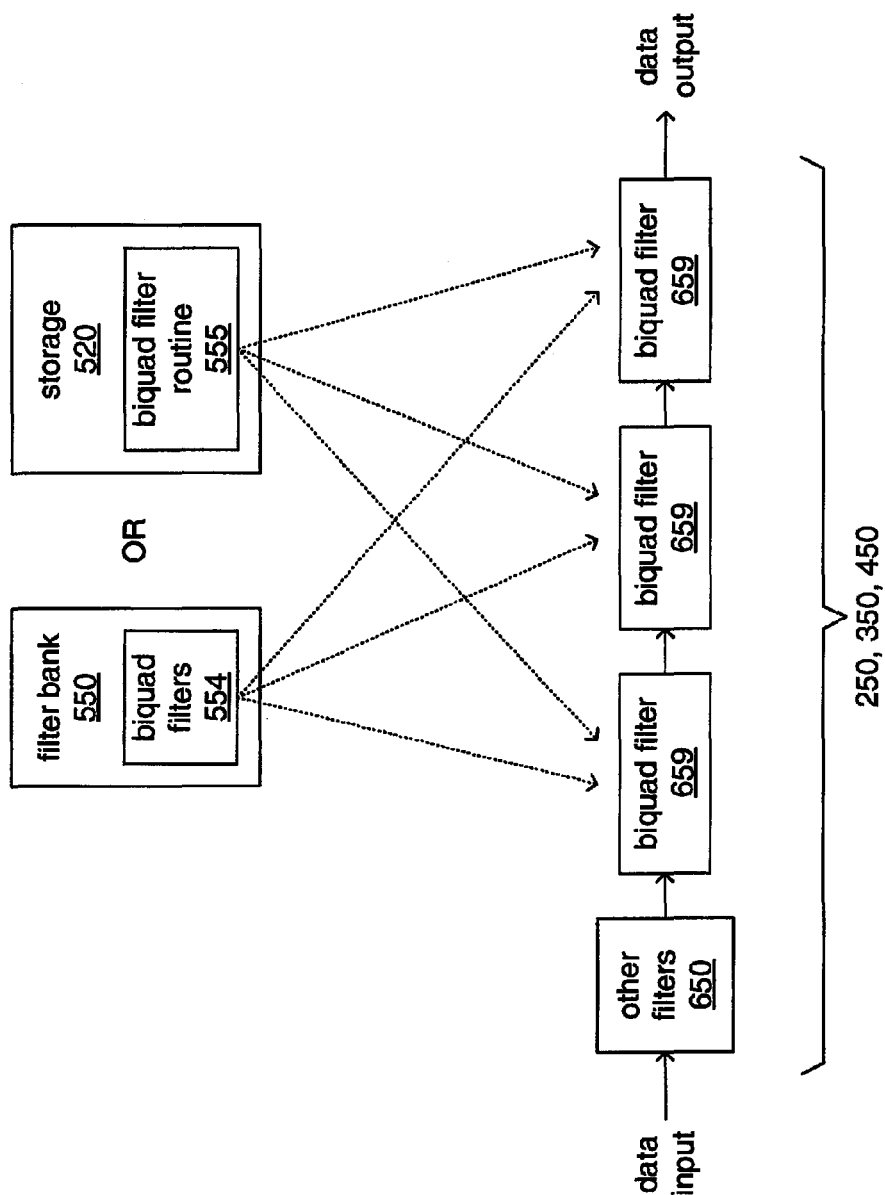 filter bank
550
biquad
filters
554
OR
storage
520
biquad filter
routine
555
data
input
other
filters
650
biquad filter
659
biquad filter
659
biquad filter
659
data
output
250, 350, 450